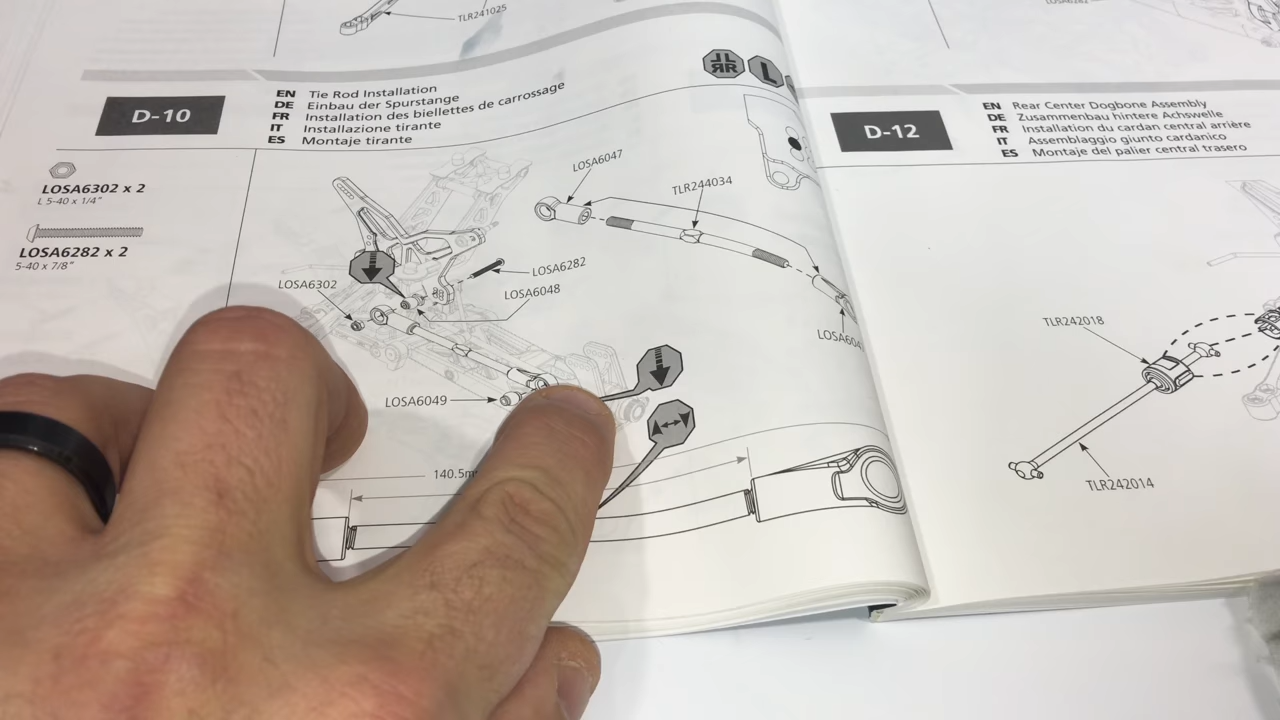 TLR241025
D-10
EN Tie Rod Installation
DE Einbau der Spurstange
FR Installation des biellettes de carrossage
IT Installazione tirante
ES Montaje tirante
JL
RR
L
LOSA6302 x 2
L 5-40 x 1/4"
LOSA6282 x 2
5-40 x 7/8"
LOSA6047
TLR244034
LOSA6282
LOSA6302
LOSA6048
LOSA6049
140.5m
D-12
EN Rear Center Dogbone Assembly
DE Zusammenbau hintere Achswelle
FR Installation du cardan central arrière
IT Assemblaggio giunto cardanico
ES Montaje del palier central trasero
TLR242018
TLR242014